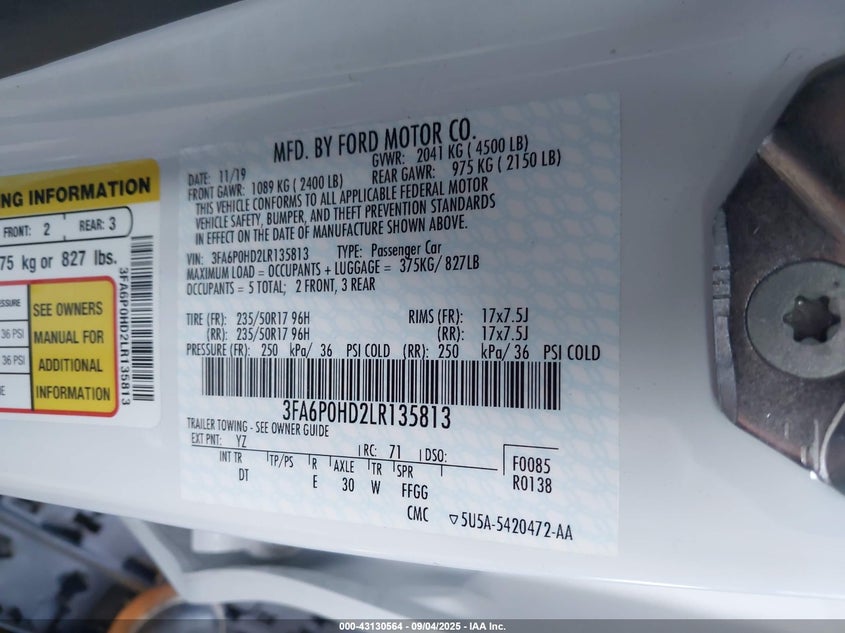 MFD. BY FORD MOTOR CO.
DATE: 11/19 GVWR: 2041 KG ( 4500 LB)
FRONT GAWR: 1089 KG ( 2400 LB) REAR GAWR: 975 KG ( 2150 LB)
THIS VEHICLE CONFORMS TO ALL APPLICABLE FEDERAL MOTOR
VEHICLE SAFETY, BUMPER, AND THEFT PREVENTION STANDARDS
IN EFFECT ON THE DATE OF MANUFACTURE SHOWN ABOVE.
VIN: 3FA6P0HD2LR135813 TYPE: Passenger Car
MAXIMUM LOAD = OCCUPANTS + LUGGAGE = 375KG/ 827LB
OCCUPANTS = 5 TOTAL; 2 FRONT, 3 REAR
TIRE (FR): 235/50R17 96H RIMS (FR): 17x7.5J
(RR): 235/50R17 96H (RR): 17x7.5J
PRESSURE (FR): 250 kPa/ 36 PSI COLD (RR): 250 kPa/ 36 PSI COLD
3FA6P0HD2LR135813
TRAILER TOWING - SEE OWNER GUIDE
EXT PNT: YZ RC: 71 DSO:
INT TR TP/PS R AXLE TR SPR
DT E 30 W FFGG
F0085
R0138
CMC ▽5U5A-5420472-AA
NG INFORMATION
FRONT: 2 REAR: 3
75 kg or 827 lbs.
SEE OWNERS
MANUAL FOR
ADDITIONAL
INFORMATION
36 PSI
36 PSI
3FA6P0HD2LR135813
000-43130564 - 09/04/2025 - IAA Inc.